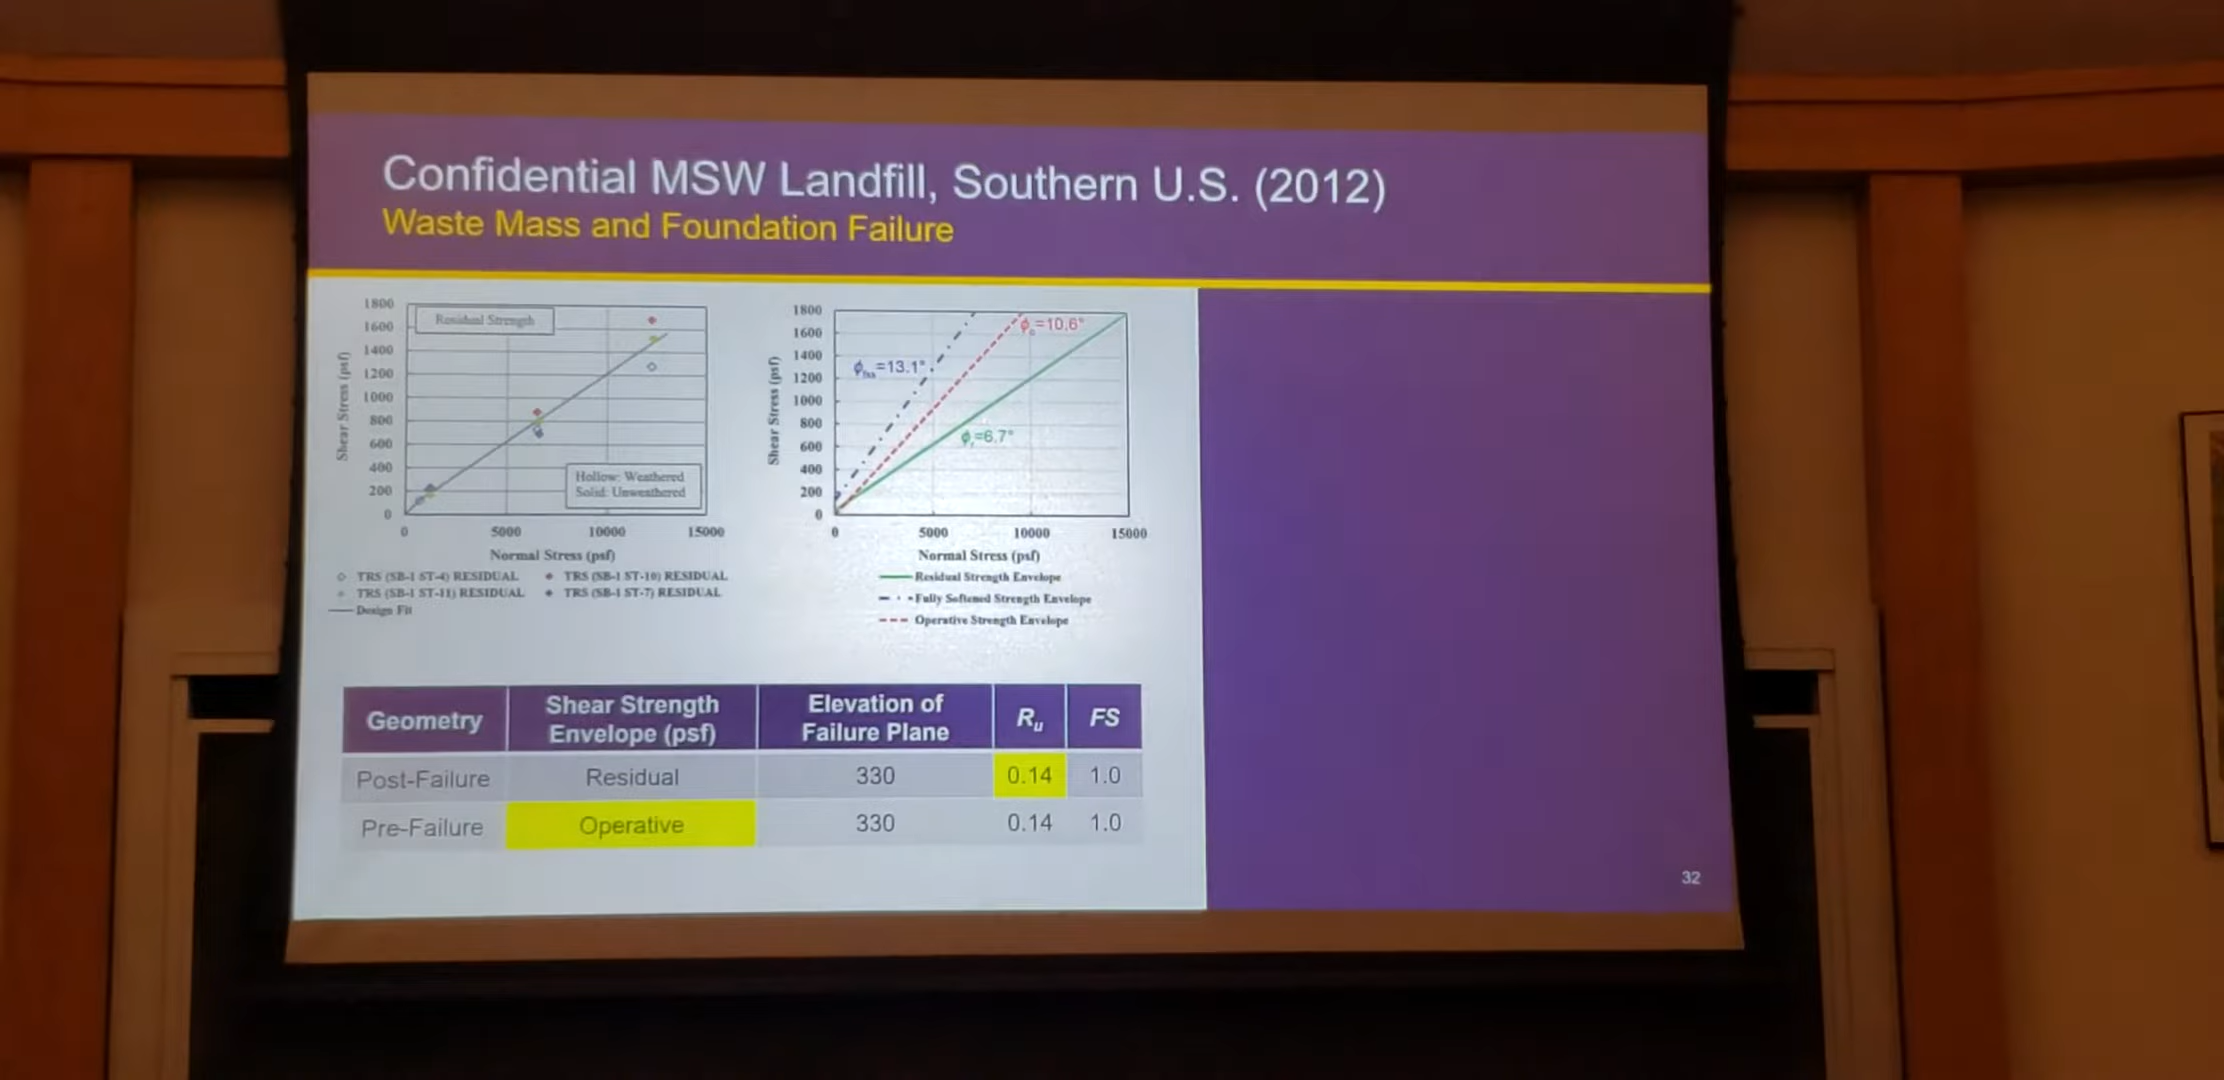 Confidential MSW Landfill, Southern U.S. (2012)
Waste Mass and Foundation Failure
1800
1600
1400
1200
1000
800
600
400
200
0
Shear Stress (psf)
Residual Strength
Hollow: Weathered
Solid: Unweathered
0 5000 10000 15000
Normal Stress (psf)
TRS (SB-1 ST-4) RESIDUAL TRS (SB-1 ST-10) RESIDUAL
TRS (SB-1 ST-11) RESIDUAL TRS (SB-1 ST-7) RESIDUAL
Design Fit
1800
1600
1400
1200
1000
800
600
400
200
0
Shear Stress (psf)
ϕo=10.6°
=13.1°
ϕr=6.7°
0 5000 10000 15000
Normal Stress (psf)
Residual Strength Envelope
Fully Softened Strength Envelope
Operative Strength Envelope
Geometry Shear Strength Envelope (psf) Elevation of Failure Plane Ru FS
Post-Failure Residual 330 0.14 1.0
Pre-Failure Operative 330 0.14 1.0
32